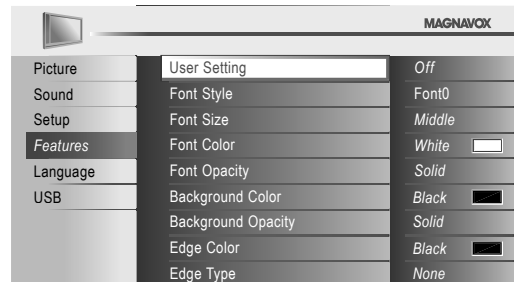 MAGNAVOX
Picture
Sound
Setup
Features
Language
USB
User Setting Off
Font Style Font0
Font Size Middle
Font Color White
Font Opacity Solid
Background Color Black
Background Opacity Solid
Edge Color Black
Edge Type None